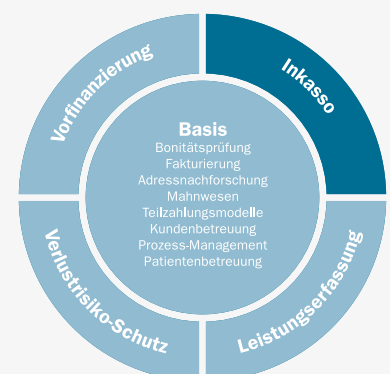 Vorfinanzierung
Inkasso
Basis
Bonitätsprüfung
Fakturierung
Adressnachforschung
Mahnwesen
Teilzahlungsmodelle
Kundenbetreuung
Prozess-Management
Patientenbetreuung
Verlustrisiko-Schutz
Leistungserfassung